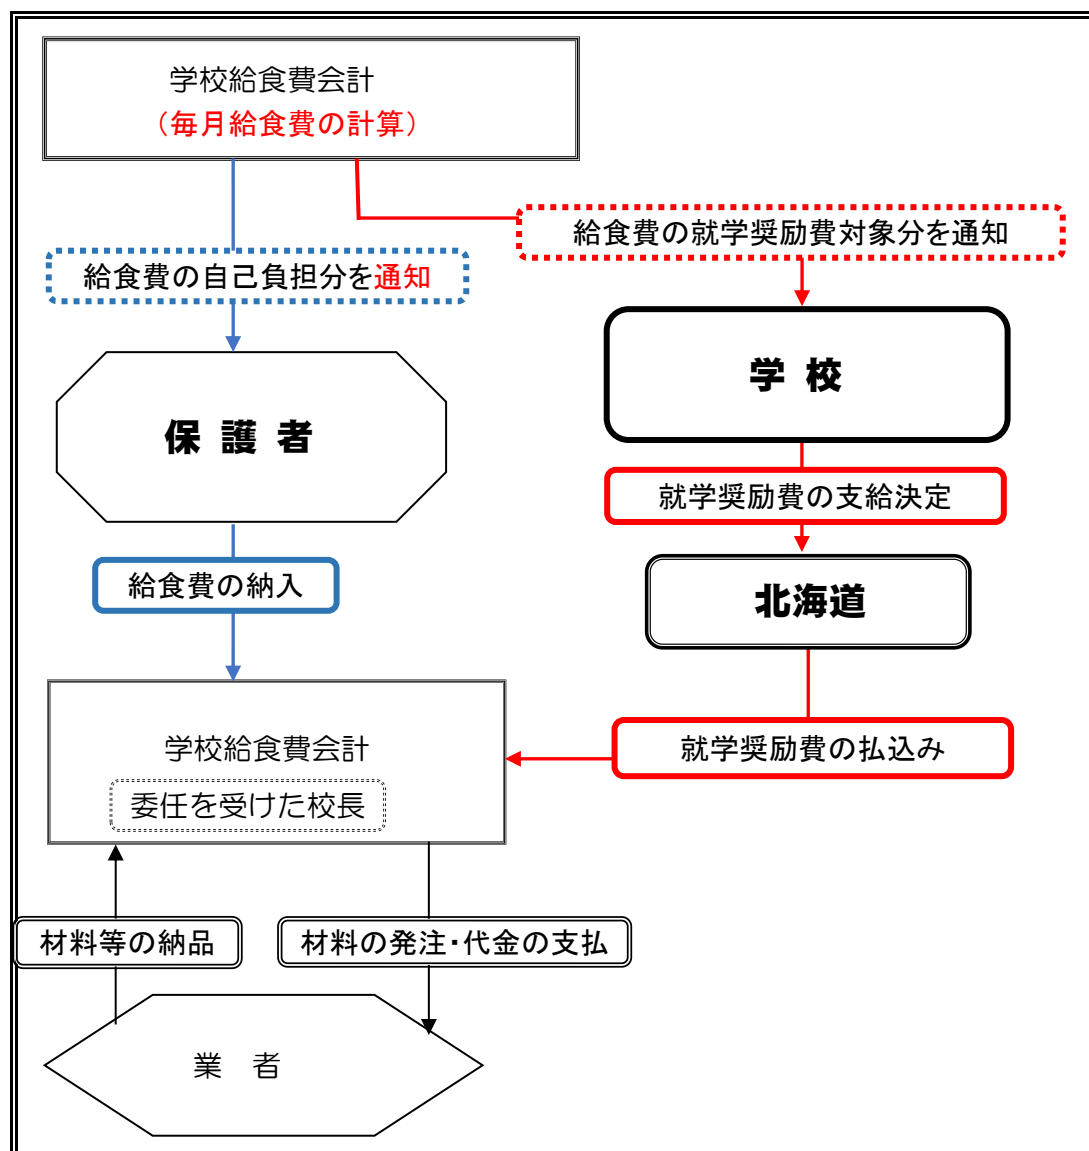 学校給食費会計
（毎月給食費の計算）
給食費の就学奨励費対象分を通知
給食費の自己負担分を通知
学 校
保 護 者
就学奨励費の支給決定
給食費の納入
北海道
学校給食費会計
就学奨励費の払込み
委任を受けた校長
材料等の納品
材料の発注・代金の支払
業　者